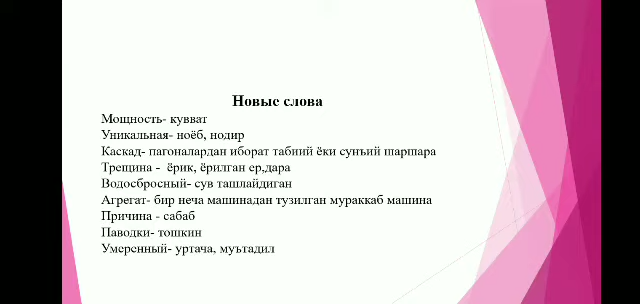 Новые слова
Мощность- кувват
Уникальная- ноёб, нодир
Каскад- пагоналардан иборат табиий ёки сунъий шаршара
Трещина - ёрик, ёрилган ер,дара
Водосбросный- сув ташлайдиган
Агрегат- бир неча машинадан тузилган мураккаб машина
Причина - сабаб
Паводки- тошкин
Умеренный- уртача, муътадил